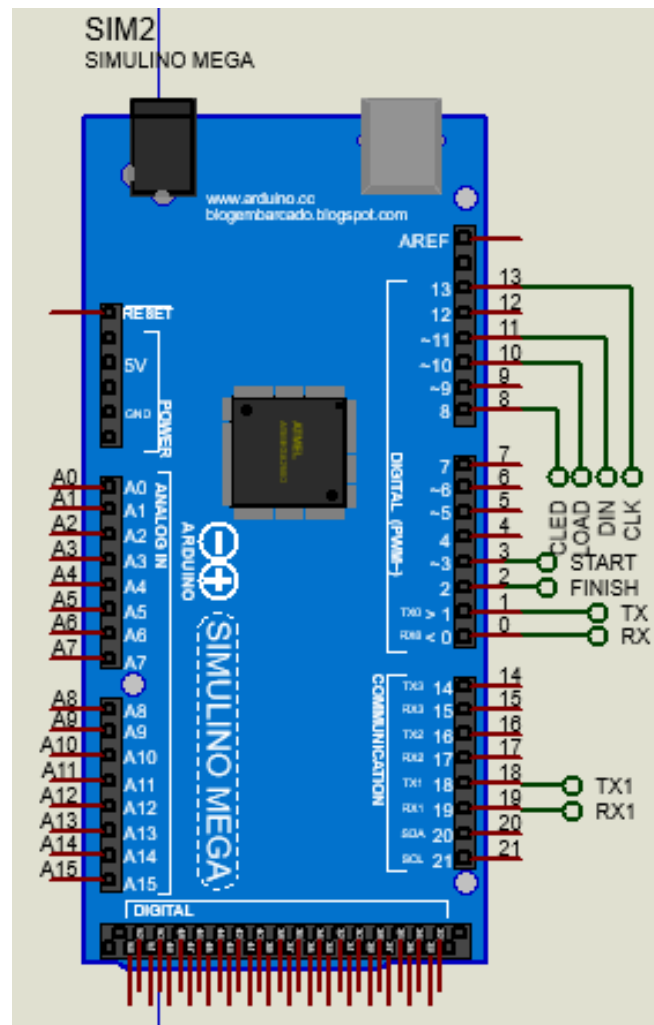 SIM2
SIMULINO MEGA
www.arduino.cc
blogembarcado.blogspot.com
AREF
RESET
5V
GND
POWER
13 13
12 12
~11 11
~10 10
~9 9
8 8
ATMEL
DIGITAL (PWM~)
7 7
~6 6
~5 5
4 4
~3 3 START
2 2 FINISH
TX0 > 1 1 TX
RX0 < 0 0 RX
CLED
LOAD
DIN
CLK
ANALOG IN
A0 A0
A1 A1
A2 A2
A3 A3
A4 A4
A5 A5
A6 A6
A7 A7
ARDUINO
SIMULINO MEGA
A8 A8
A9 A9
A10 A10
A11 A11
A12 A12
A13 A13
A14 A14
A15 A15
COMMUNICATION
TX3 14 14
RX3 15 15
TX2 16 16
RX2 17 17
TX1 18 18 TX1
RX1 19 19 RX1
SDA 20 20
SCL 21 21
DIGITAL